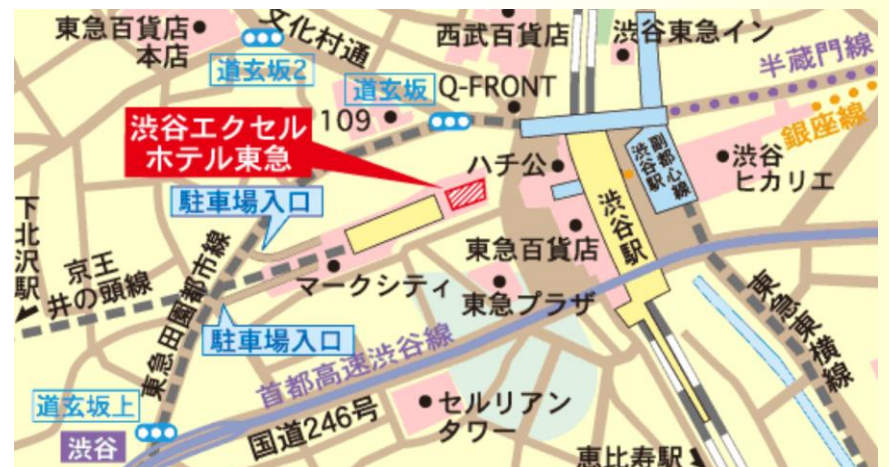 東急百貨店
本店
文化村通
西武百貨店
渋谷東急イン
半蔵門線
道玄坂2
道玄坂
Q-FRONT
銀座線
渋谷エクセル
ホテル東急
109
ハチ公
副都心線
渋谷駅
渋谷
ヒカリエ
駐車場入口
渋谷駅
下北沢駅
京王
井の頭線
東急田園都市線
マークシティ
東急百貨店
東急プラザ
東急東横線
駐車場入口
首都高速渋谷線
道玄坂上
渋谷
国道246号
セルリアン
タワー
恵比寿駅